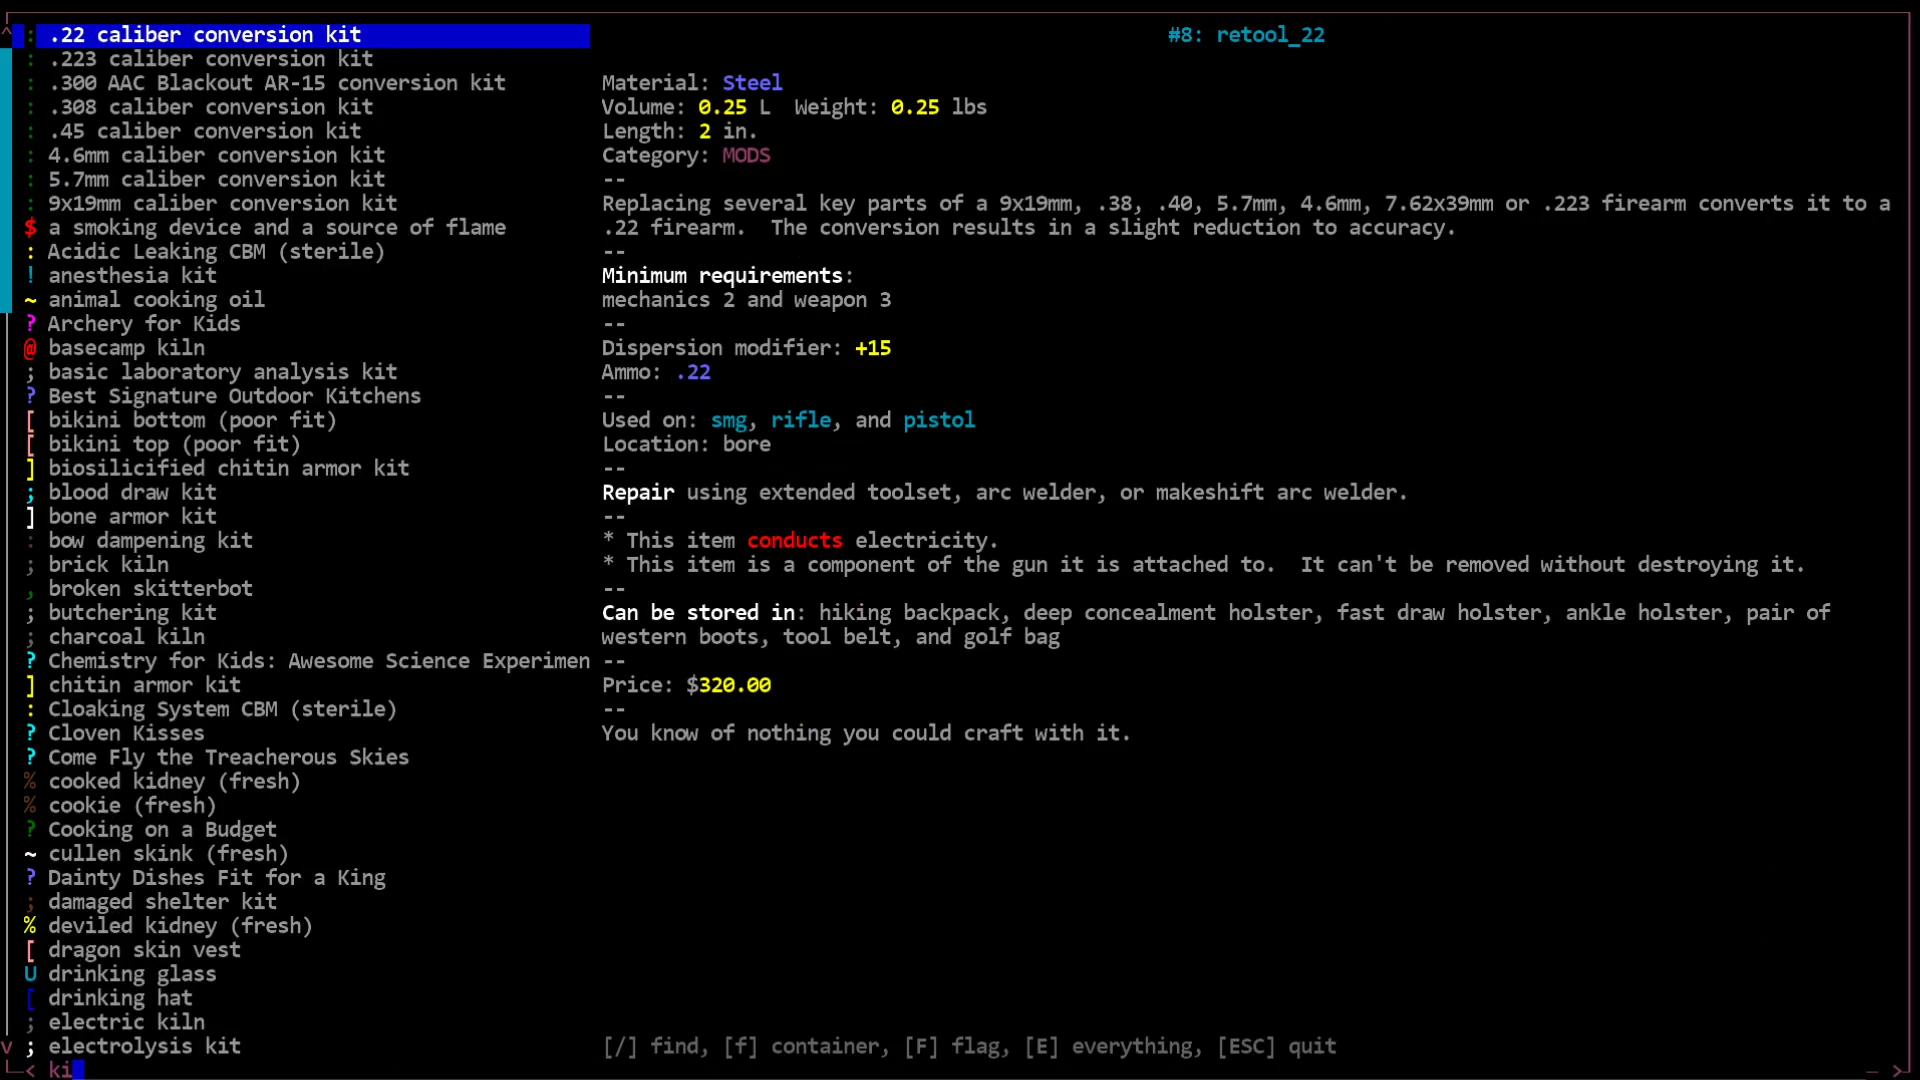 ^ : .22 caliber conversion kit
: .223 caliber conversion kit
: .300 AAC Blackout AR-15 conversion kit
: .308 caliber conversion kit
: .45 caliber conversion kit
: 4.6mm caliber conversion kit
: 5.7mm caliber conversion kit
: 9x19mm caliber conversion kit
$ a smoking device and a source of flame
: Acidic Leaking CBM (sterile)
! anesthesia kit
~ animal cooking oil
? Archery for Kids
@ basecamp kiln
; basic laboratory analysis kit
? Best Signature Outdoor Kitchens
[ bikini bottom (poor fit)
[ bikini top (poor fit)
] biosilicified chitin armor kit
; blood draw kit
] bone armor kit
: bow dampening kit
; brick kiln
, broken skitterbot
; butchering kit
; charcoal kiln
? Chemistry for Kids: Awesome Science Experimen
] chitin armor kit
: Cloaking System CBM (sterile)
? Cloven Kisses
? Come Fly the Treacherous Skies
% cooked kidney (fresh)
% cookie (fresh)
? Cooking on a Budget
~ cullen skink (fresh)
? Dainty Dishes Fit for a King
; damaged shelter kit
% deviled kidney (fresh)
[ dragon skin vest
U drinking glass
[ drinking hat
; electric kiln
v ; electrolysis kit
< ki
#8: retool_22
Material: Steel
Volume: 0.25 L  Weight: 0.25 lbs
Length: 2 in.
Category: MODS
--
Replacing several key parts of a 9x19mm, .38, .40, 5.7mm, 4.6mm, 7.62x39mm or .223 firearm converts it to a
.22 firearm.  The conversion results in a slight reduction to accuracy.
--
Minimum requirements:
mechanics 2 and weapon 3
--
Dispersion modifier: +15
Ammo: .22
--
Used on: smg, rifle, and pistol
Location: bore
--
Repair using extended toolset, arc welder, or makeshift arc welder.
--
* This item conducts electricity.
* This item is a component of the gun it is attached to.  It can't be removed without destroying it.
--
Can be stored in: hiking backpack, deep concealment holster, fast draw holster, ankle holster, pair of
western boots, tool belt, and golf bag
--
Price: $320.00
--
You know of nothing you could craft with it.
[/] find, [f] container, [F] flag, [E] everything, [ESC] quit
_ >